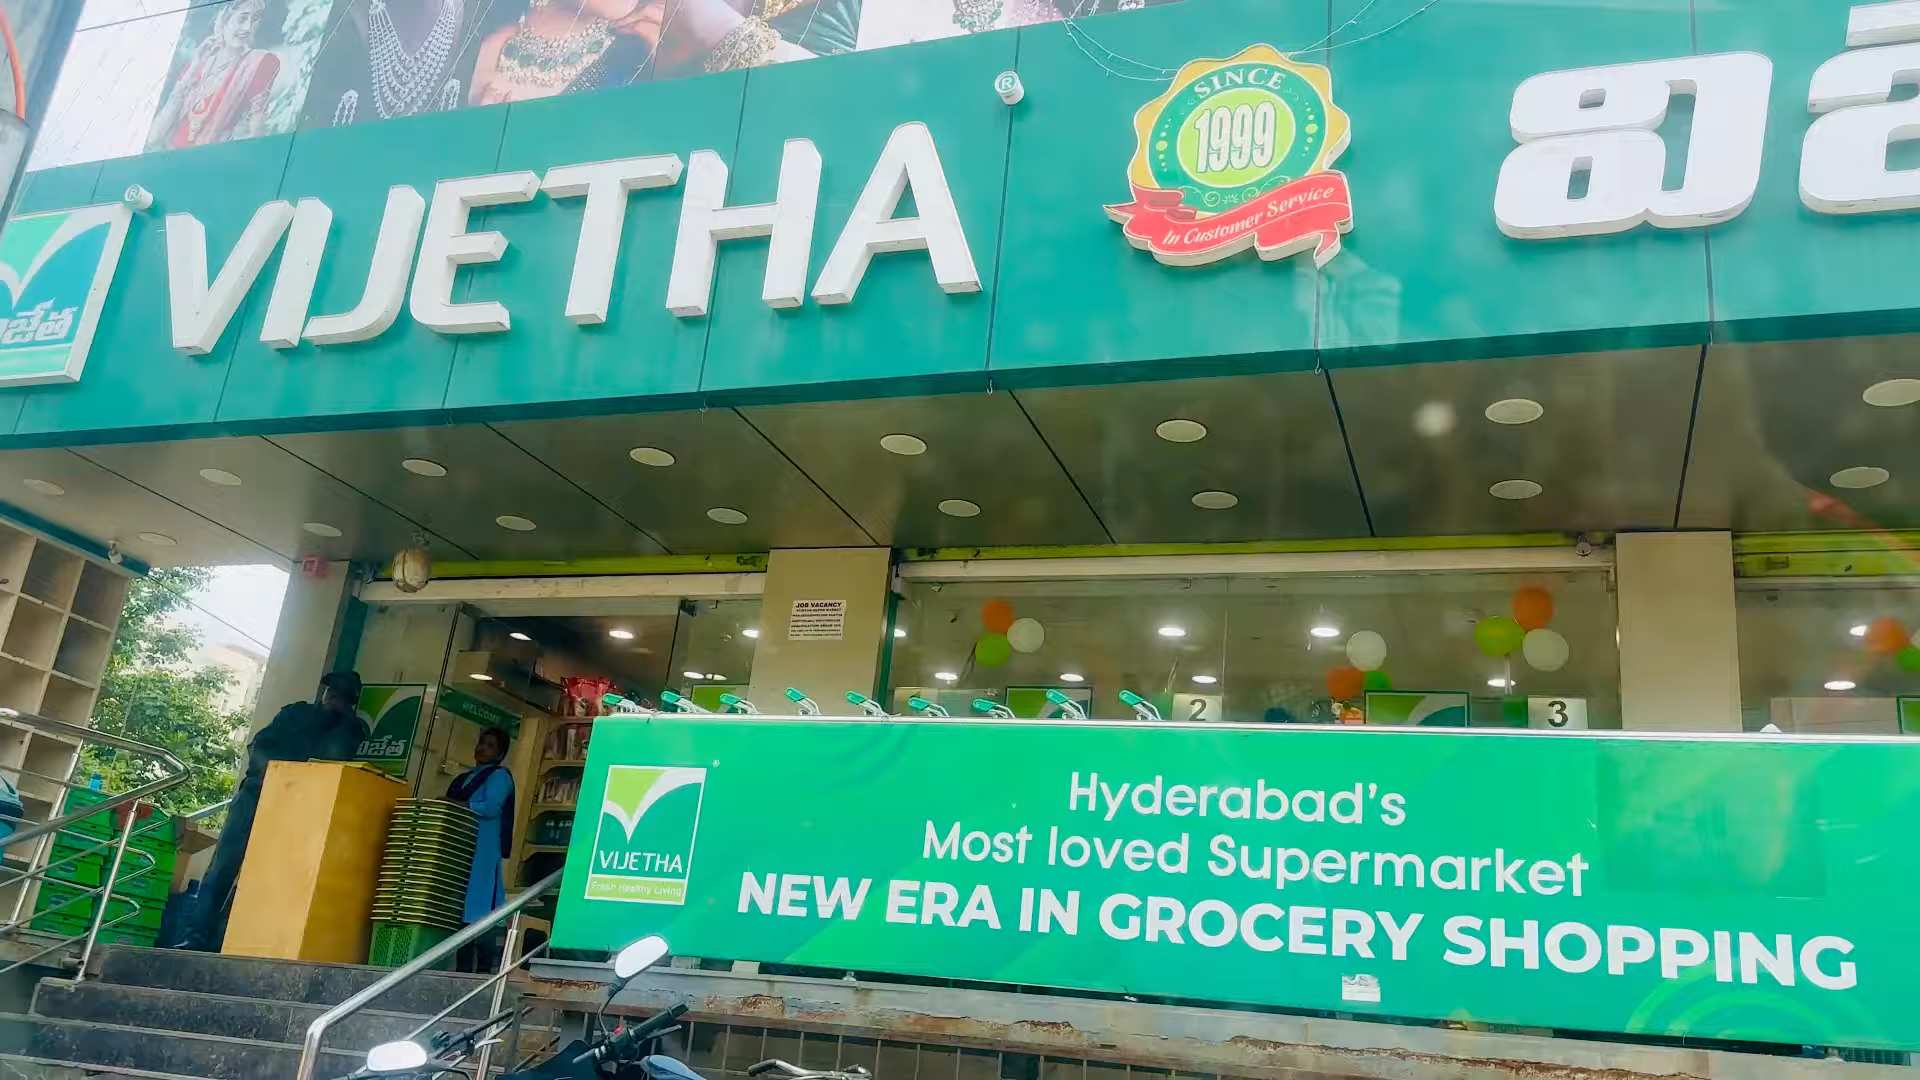 VIJETHA
SINCE
1999
In Customer Service
WELCOME
JOB VACANCY
2
3
VIJETHA
Fresh Healthy Living
Hyderabad's
Most loved Supermarket
NEW ERA IN GROCERY SHOPPING